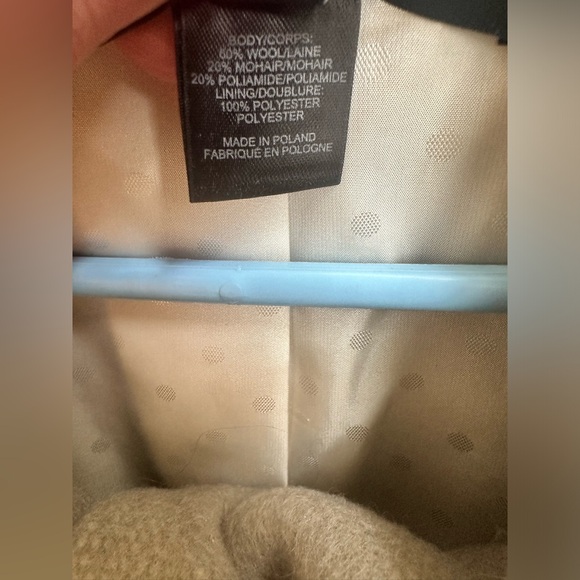 BODY/CORPS:
60% WOOL/LAINE
20% MOHAIR/MOHAIR
20% POLIAMIDE/POLIAMIDE
LINING/DOUBLURE:
100% POLYESTER
POLYESTER
MADE IN POLAND
FABRIQUÉ EN POLOGNE